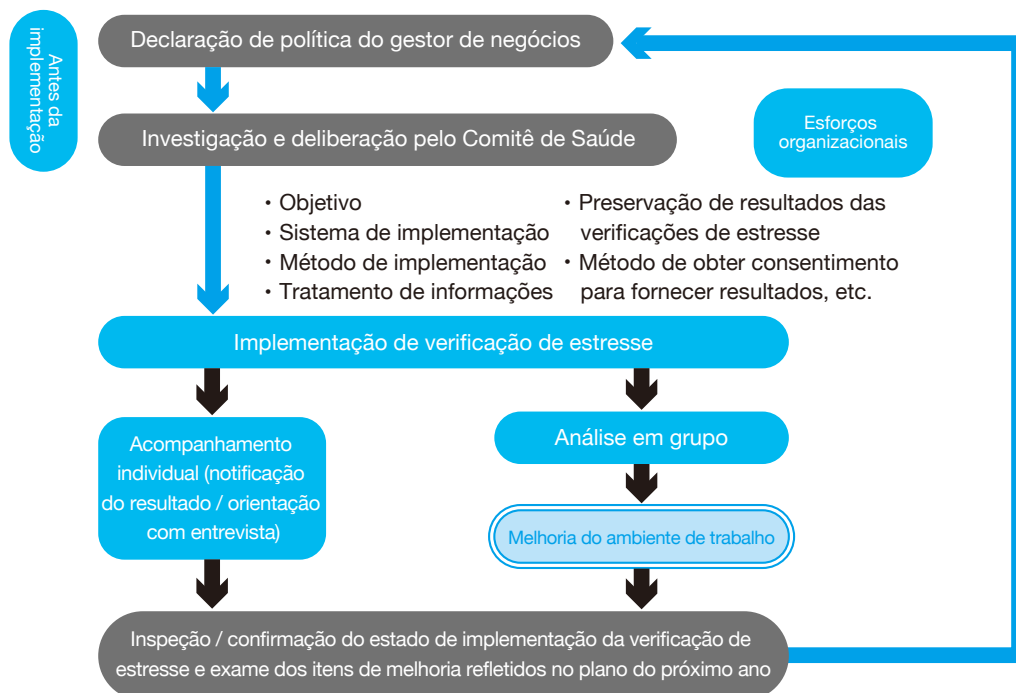 Antes da
implementação
Declaração de política do gestor de negócios
Investigação e deliberação pelo Comitê de Saúde
Esforços
organizacionais
・Objetivo
・Sistema de implementação
・Método de implementação
・Tratamento de informações
・Preservação de resultados das
verificações de estresse
・Método de obter consentimento
para fornecer resultados, etc.
Implementação de verificação de estresse
Acompanhamento
individual (notificação
do resultado / orientação
com entrevista)
Análise em grupo
Melhoria do ambiente de trabalho
Inspeção / confirmação do estado de implementação da verificação de
estresse e exame dos itens de melhoria refletidos no plano do próximo ano